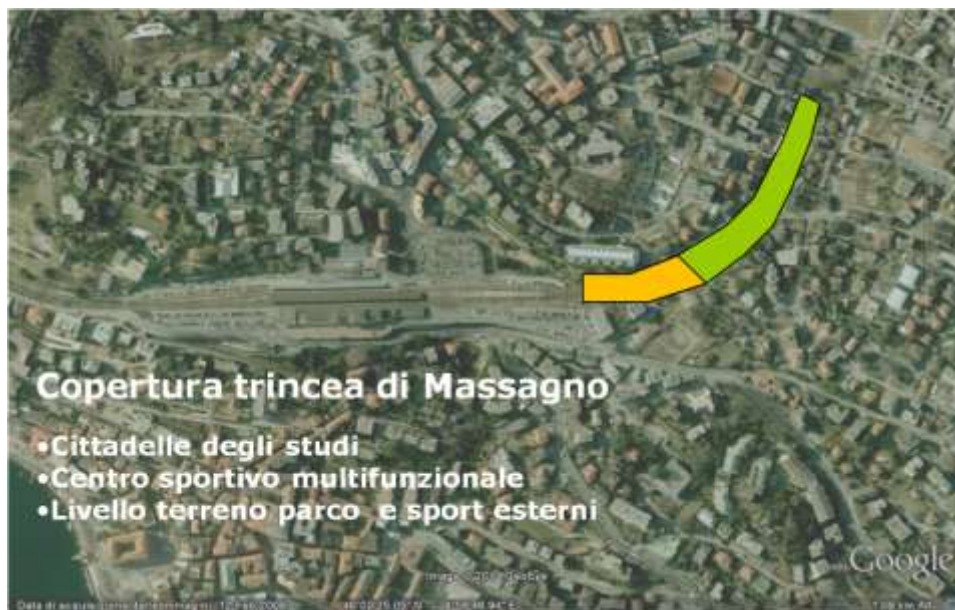 Copertura trincea di Massagno
•Cittadelle degli studi
•Centro sportivo multifunzionale
•Livello terreno parco e sport esterni
Google